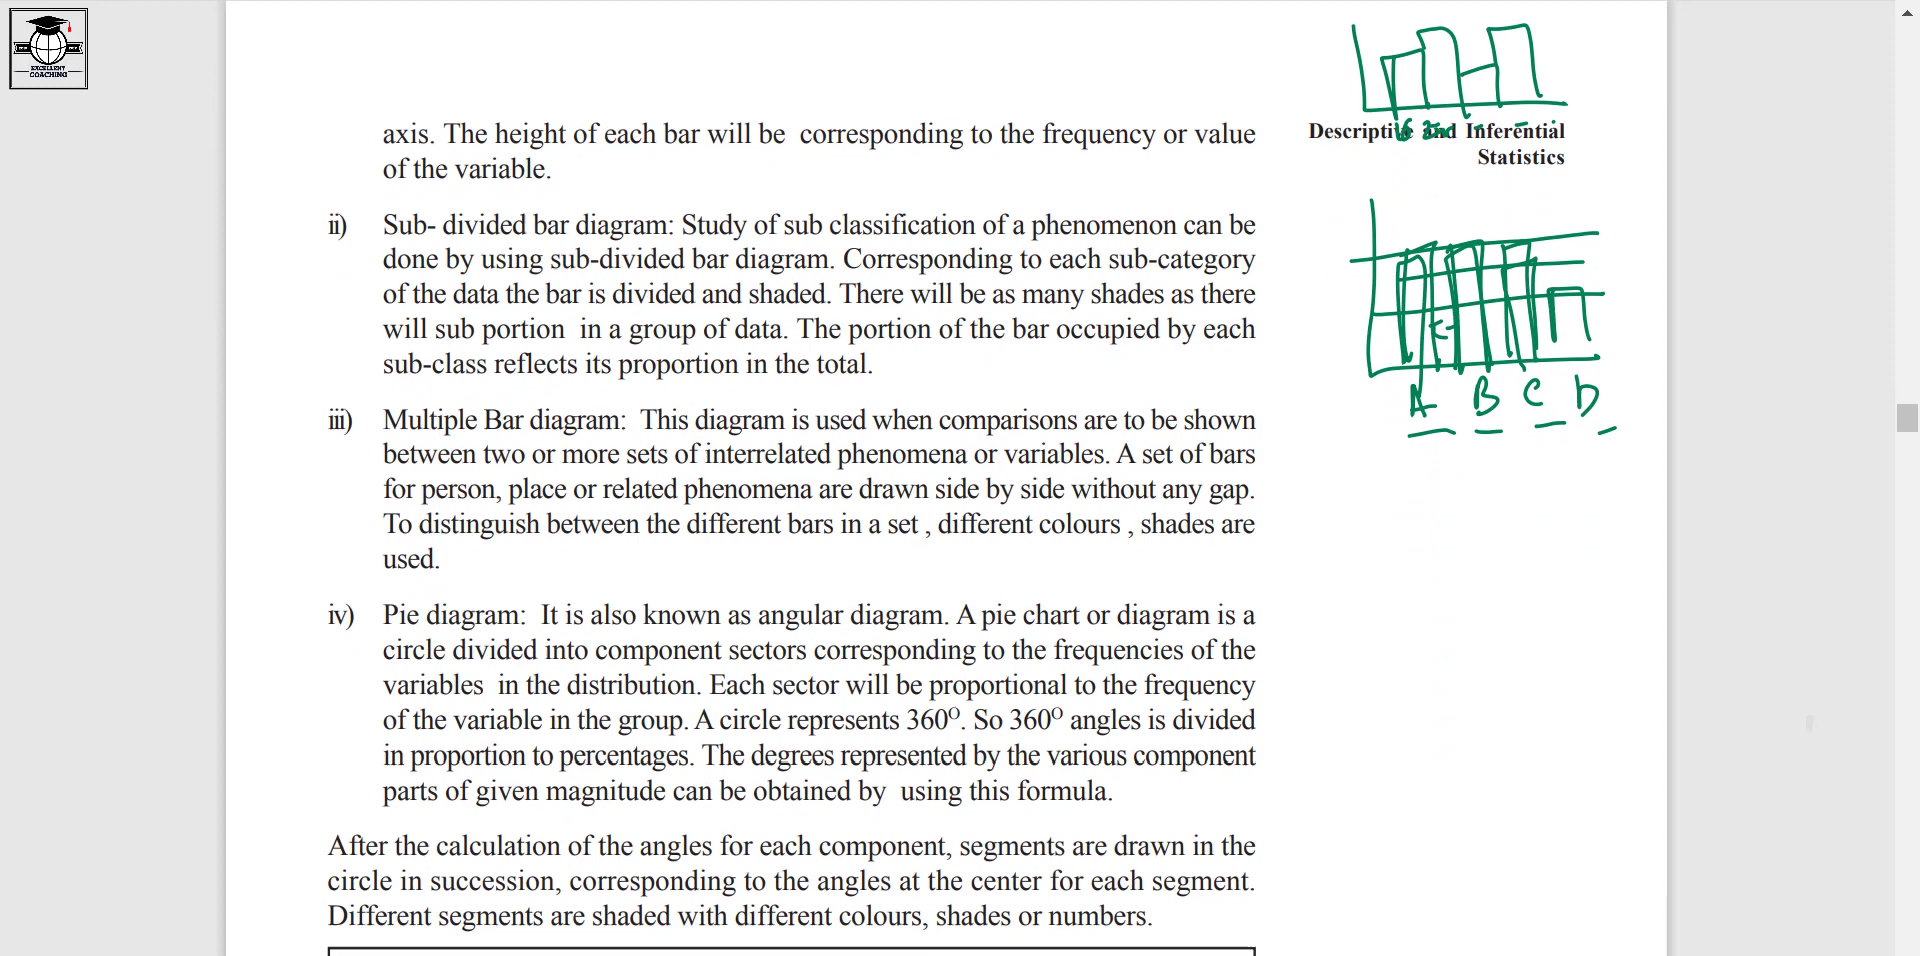 EXCELLENT
COACHING
axis. The height of each bar will be corresponding to the frequency or value
of the variable.
Descriptive and Inferential
Statistics
ii) Sub- divided bar diagram: Study of sub classification of a phenomenon can be
done by using sub-divided bar diagram. Corresponding to each sub-category
of the data the bar is divided and shaded. There will be as many shades as there
will sub portion in a group of data. The portion of the bar occupied by each
sub-class reflects its proportion in the total.
A B C D
iii) Multiple Bar diagram: This diagram is used when comparisons are to be shown
between two or more sets of interrelated phenomena or variables. A set of bars
for person, place or related phenomena are drawn side by side without any gap.
To distinguish between the different bars in a set , different colours , shades are
used.
iv) Pie diagram: It is also known as angular diagram. A pie chart or diagram is a
circle divided into component sectors corresponding to the frequencies of the
variables in the distribution. Each sector will be proportional to the frequency
of the variable in the group. A circle represents 360O. So 360O angles is divided
in proportion to percentages. The degrees represented by the various component
parts of given magnitude can be obtained by using this formula.
After the calculation of the angles for each component, segments are drawn in the
circle in succession, corresponding to the angles at the center for each segment.
Different segments are shaded with different colours, shades or numbers.